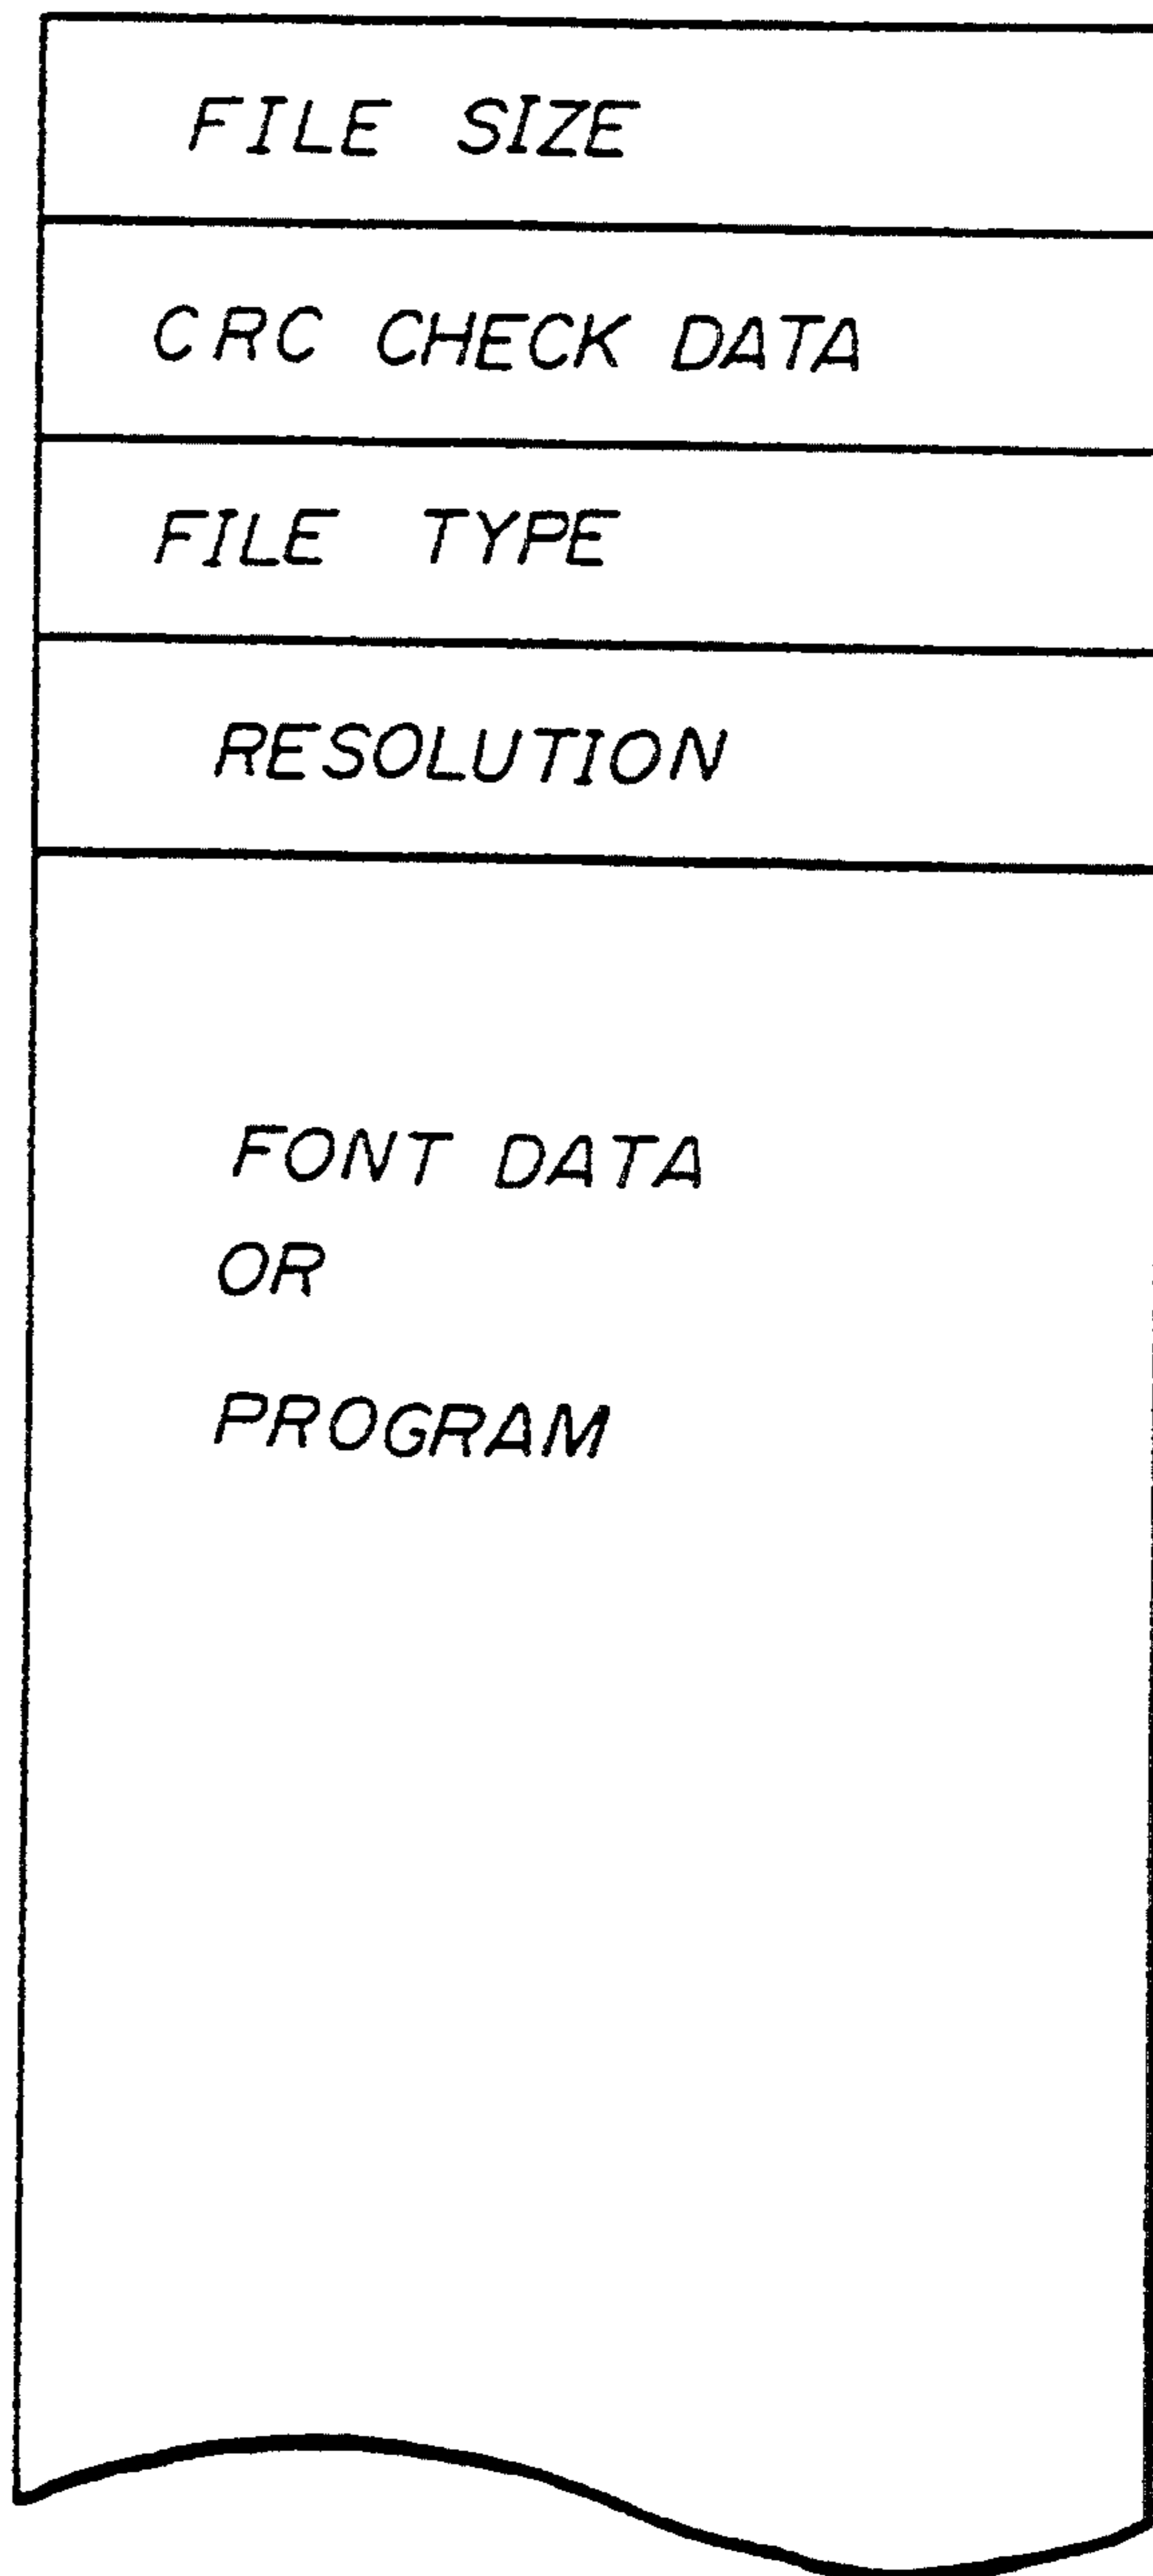 FILE SIZE
CRC CHECK DATA
FILE TYPE
RESOLUTION
FONT DATA
OR
PROGRAM